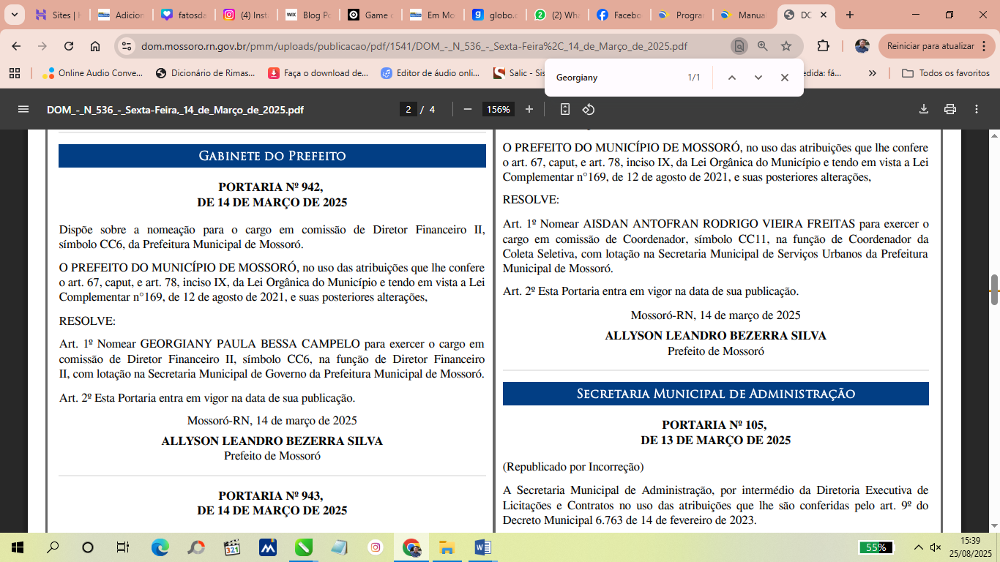 Sites | H
Adicion
fatosda
(4) Inst
Blog Po
Game o
Em Mo
globo.c
(2) Wha
Facebo
Progra
Manua
DO
dom.mossoro.rn.gov.br/pmm/uploads/publicacao/pdf/1541/DOM_-_N_536_-_Sexta-Feira%2C_14_de_Março_de_2025.pdf
Reiniciar para atualizar
Online Audio Conve...
Dicionário de Rimas...
Faça o download de...
Editor de áudio onli...
Salic - Sis
edida: fá...
Todos os favoritos
Georgiany 1/1
DOM_-_N_536_-_Sexta-Feira,_14_de_Março_de_2025.pdf
2 / 4
156%
GABINETE DO PREFEITO
PORTARIA Nº 942,
DE 14 DE MARÇO DE 2025
Dispõe sobre a nomeação para o cargo em comissão de Diretor Financeiro II,
símbolo CC6, da Prefeitura Municipal de Mossoró.
O PREFEITO DO MUNICÍPIO DE MOSSORÓ, no uso das atribuições que lhe confere
o art. 67, caput, e art. 78, inciso IX, da Lei Orgânica do Município e tendo em vista a Lei
Complementar n°169, de 12 de agosto de 2021, e suas posteriores alterações,
RESOLVE:
Art. 1º Nomear GEORGIANY PAULA BESSA CAMPELO para exercer o cargo em
comissão de Diretor Financeiro II, símbolo CC6, na função de Diretor Financeiro
II, com lotação na Secretaria Municipal de Governo da Prefeitura Municipal de Mossoró.
Art. 2º Esta Portaria entra em vigor na data de sua publicação.
Mossoró-RN, 14 de março de 2025
ALLYSON LEANDRO BEZERRA SILVA
Prefeito de Mossoró
PORTARIA Nº 943,
DE 14 DE MARÇO DE 2025
O PREFEITO DO MUNICÍPIO DE MOSSORÓ, no uso das atribuições que lhe confere
o art. 67, caput, e art. 78, inciso IX, da Lei Orgânica do Município e tendo em vista a Lei
Complementar n°169, de 12 de agosto de 2021, e suas posteriores alterações,
RESOLVE:
Art. 1º Nomear AISDAN ANTOFRAN RODRIGO VIEIRA FREITAS para exercer o
cargo em comissão de Coordenador, símbolo CC11, na função de Coordenador da
Coleta Seletiva, com lotação na Secretaria Municipal de Serviços Urbanos da Prefeitura
Municipal de Mossoró.
Art. 2º Esta Portaria entra em vigor na data de sua publicação.
Mossoró-RN, 14 de março de 2025
ALLYSON LEANDRO BEZERRA SILVA
Prefeito de Mossoró
SECRETARIA MUNICIPAL DE ADMINISTRAÇÃO
PORTARIA Nº 105,
DE 13 DE MARÇO DE 2025
(Republicado por Incorreção)
A Secretaria Municipal de Administração, por intermédio da Diretoria Executiva de
Licitações e Contratos no uso das atribuições que lhe são conferidas pelo art. 9º do
Decreto Municipal 6.763 de 14 de fevereiro de 2023.
55%
15:39
25/08/2025